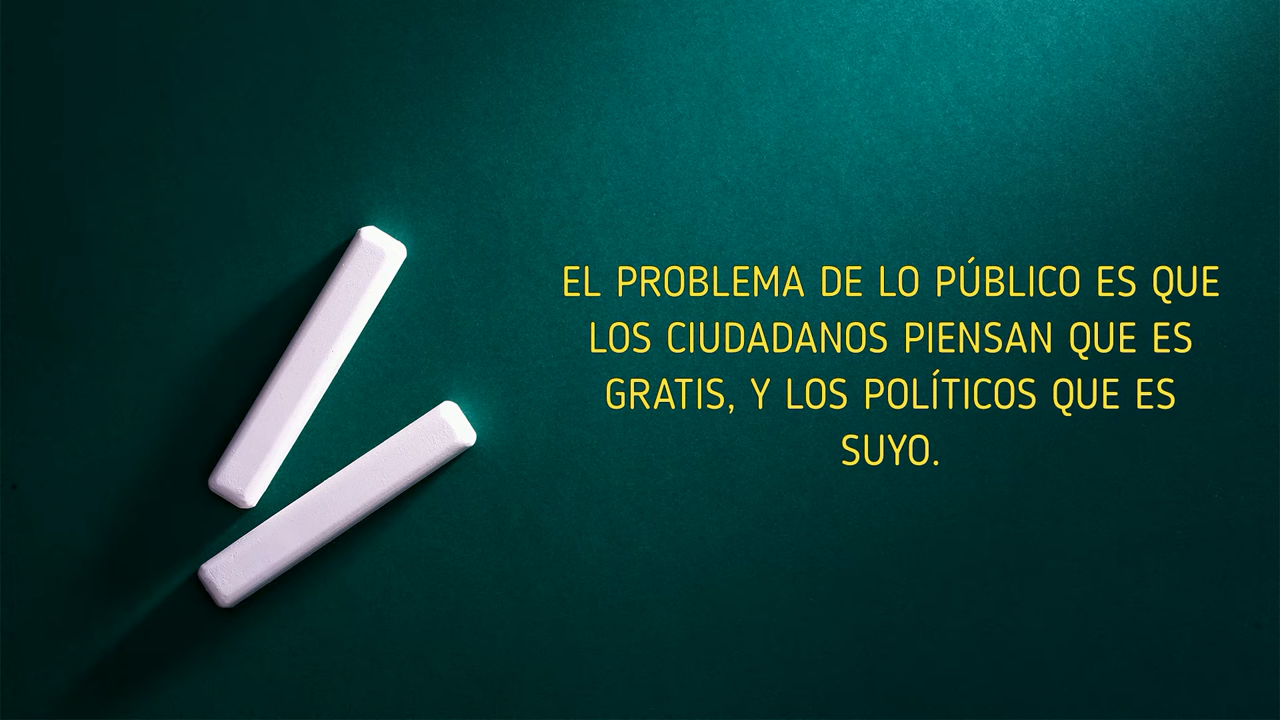 EL PROBLEMA DE LO PÚBLICO ES QUE
LOS CIUDADANOS PIENSAN QUE ES
GRATIS, Y LOS POLÍTICOS QUE ES
SUYO.